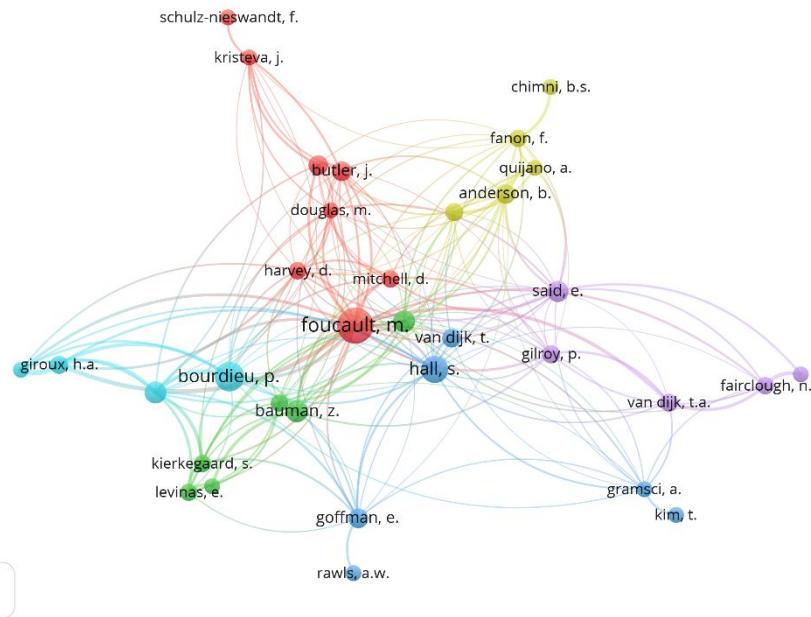 schulz-nieswandt, f.
kristeva, j.
chimni, b.s.
fanon, f.
butler, j.
quijano, a.
anderson, b.
douglas, m.
harvey, d.
mitchell, d.
said, e.
foucault, m.
van dijk, t.
gilroy, p.
giroux, h.a.
bourdieu, p.
hall, s.
fairclough, n.
bauman, z.
van dijk, t.a.
kierkegaard, s.
levinas, e.
gramsci, a.
goffman, e.
kim, t.
rawls, a.w.